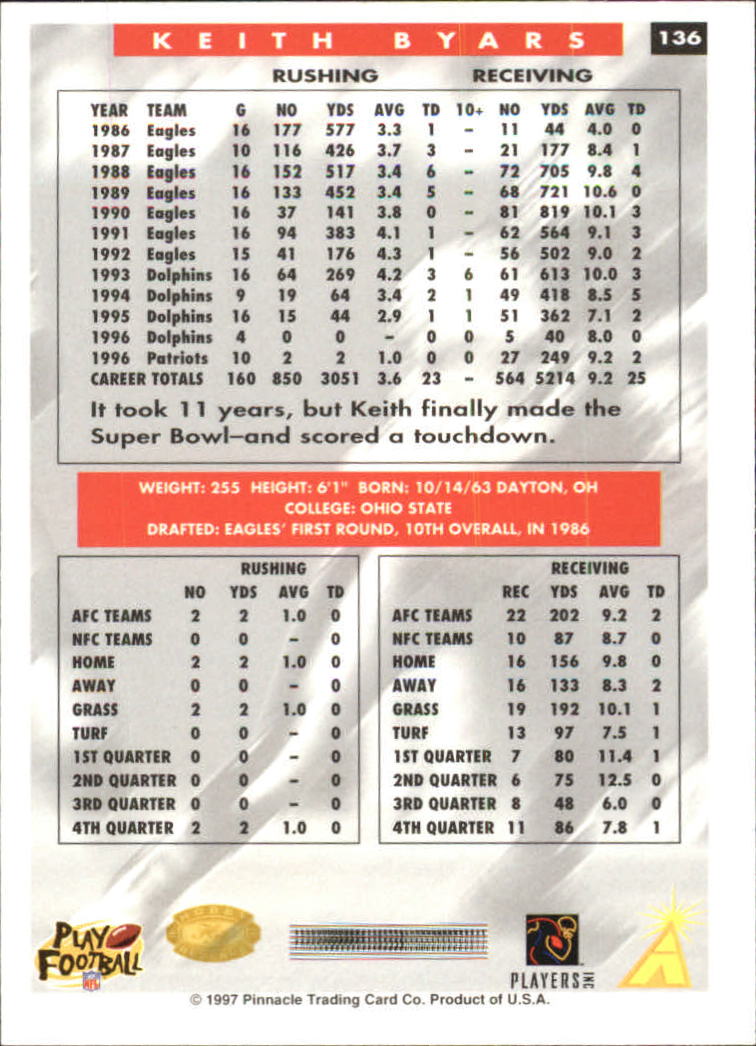 KEITH BYARS 136
RUSHING RECEIVING
YEAR TEAM G NO YDS AVG TD 10+ NO YDS AVG TD
1986 Eagles 16 177 577 3.3 1 - 11 44 4.0 0
1987 Eagles 10 116 426 3.7 3 - 21 177 8.4 1
1988 Eagles 16 152 517 3.4 6 - 72 705 9.8 4
1989 Eagles 16 133 452 3.4 5 - 68 721 10.6 0
1990 Eagles 16 37 141 3.8 0 - 81 819 10.1 3
1991 Eagles 16 94 383 4.1 1 - 62 564 9.1 3
1992 Eagles 15 41 176 4.3 1 - 56 502 9.0 2
1993 Dolphins 16 64 269 4.2 3 6 61 613 10.0 3
1994 Dolphins 9 19 64 3.4 2 1 49 418 8.5 5
1995 Dolphins 16 15 44 2.9 1 1 51 362 7.1 2
1996 Dolphins 4 0 0 - 0 0 5 40 8.0 0
1996 Patriots 10 2 2 1.0 0 0 27 249 9.2 2
CAREER TOTALS 160 850 3051 3.6 23 - 564 5214 9.2 25
It took 11 years, but Keith finally made the
Super Bowl–and scored a touchdown.
WEIGHT: 255 HEIGHT: 6'1" BORN: 10/14/63 DAYTON, OH
COLLEGE: OHIO STATE
DRAFTED: EAGLES' FIRST ROUND, 10TH OVERALL, IN 1986
RUSHING
NO YDS AVG TD
AFC TEAMS 2 2 1.0 0
NFC TEAMS 0 0 - 0
HOME 2 2 1.0 0
AWAY 0 0 - 0
GRASS 2 2 1.0 0
TURF 0 0 - 0
1ST QUARTER 0 0 - 0
2ND QUARTER 0 0 - 0
3RD QUARTER 0 0 - 0
4TH QUARTER 2 2 1.0 0
RECEIVING
REC YDS AVG TD
AFC TEAMS 22 202 9.2 2
NFC TEAMS 10 87 8.7 0
HOME 16 156 9.8 0
AWAY 16 133 8.3 2
GRASS 19 192 10.1 1
TURF 13 97 7.5 1
1ST QUARTER 7 80 11.4 1
2ND QUARTER 6 75 12.5 0
3RD QUARTER 8 48 6.0 0
4TH QUARTER 11 86 7.8 1
PLAY
FOOTBALL
NFL
HOBBY
PLAYERS INC
© 1997 Pinnacle Trading Card Co. Product of U.S.A.